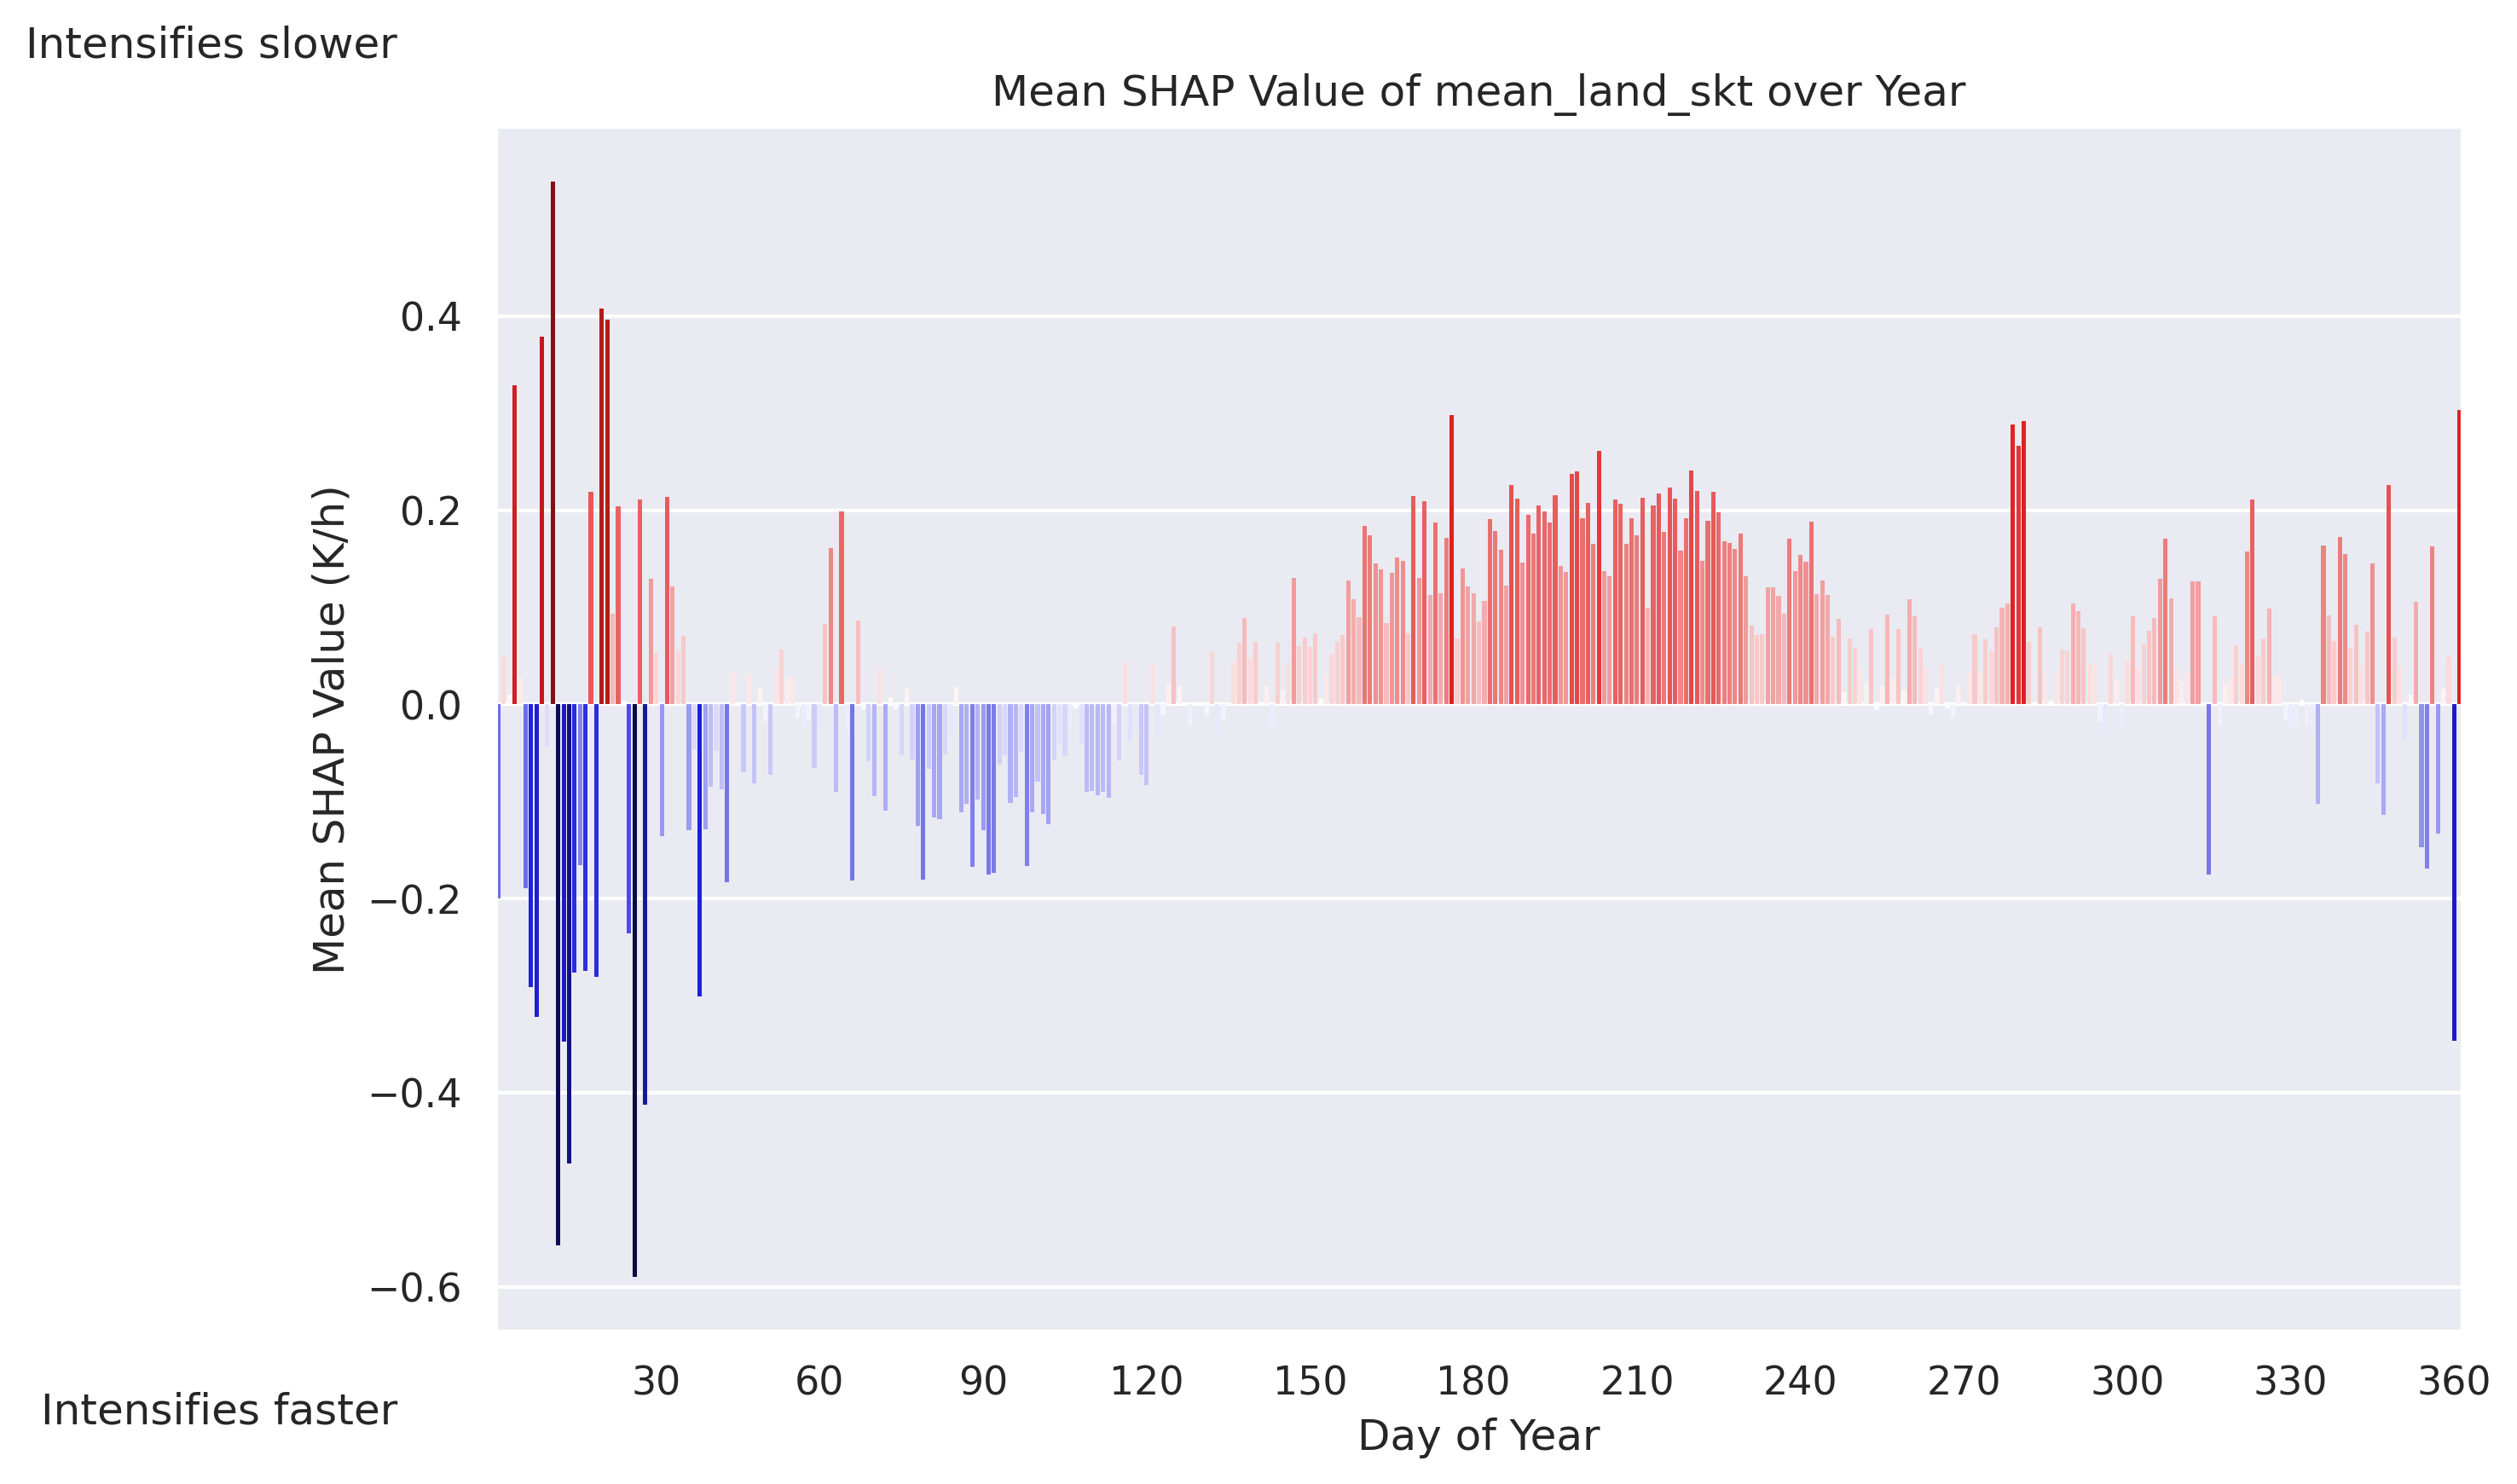 Intensifies slower
Mean SHAP Value of mean_land_skt over Year
Mean SHAP Value (K/h)
0.4
0.2
0.0
−0.2
−0.4
−0.6
30 60 90 120 150 180 210 240 270 300 330 360
Intensifies faster
Day of Year